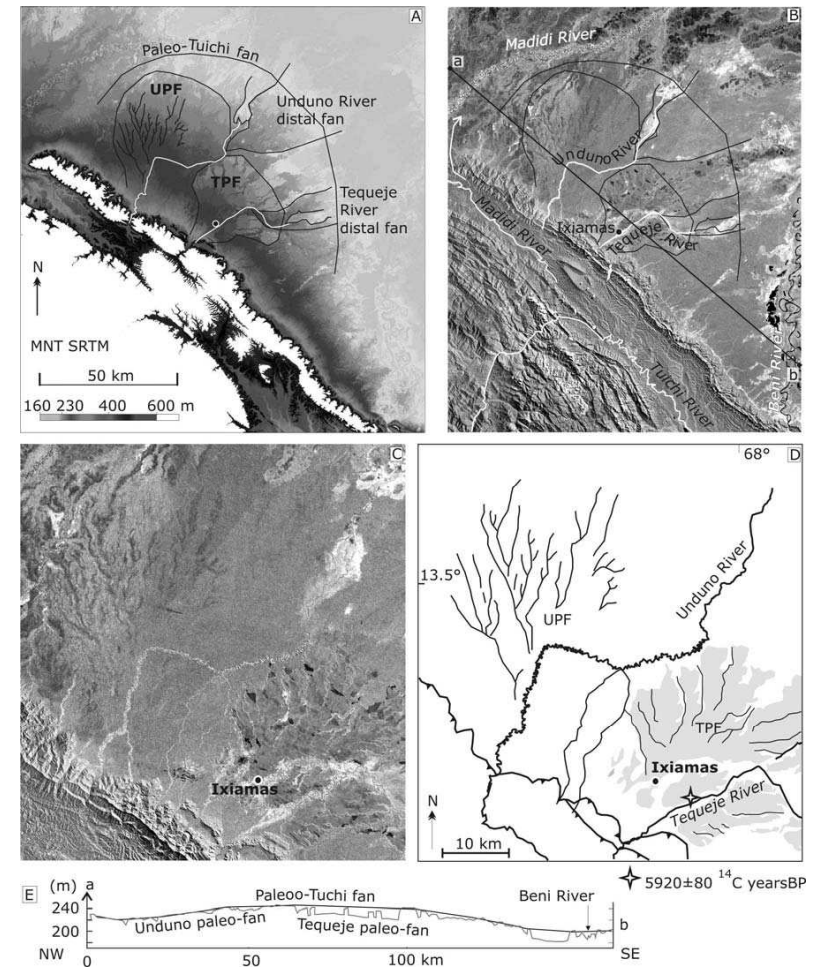 A
Paleo-Tuichi fan
UPF
Unduno River
distal fan
TPF
Tequeje
River
distal fan
N
MNT SRTM
50 km
160 230 400 600 m
B
Madidi River
a
Unduno River
Ixiamas
Tequeje River
Madidi River
Tuichi River
Beni River
b
C
Ixiamas
D
68°
13.5°
Unduno River
UPF
TPF
Ixiamas
Tequeje River
N
10 km
5920±80 14C yearsBP
E
(m) a
Paleoo-Tuchi fan
Beni River
240
200
Unduno paleo-fan
Tequeje paleo-fan
b
NW
SE
0
50
100 km